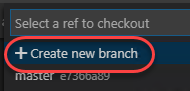 Select a ref to checkout
+ Create new branch
master e7366a89